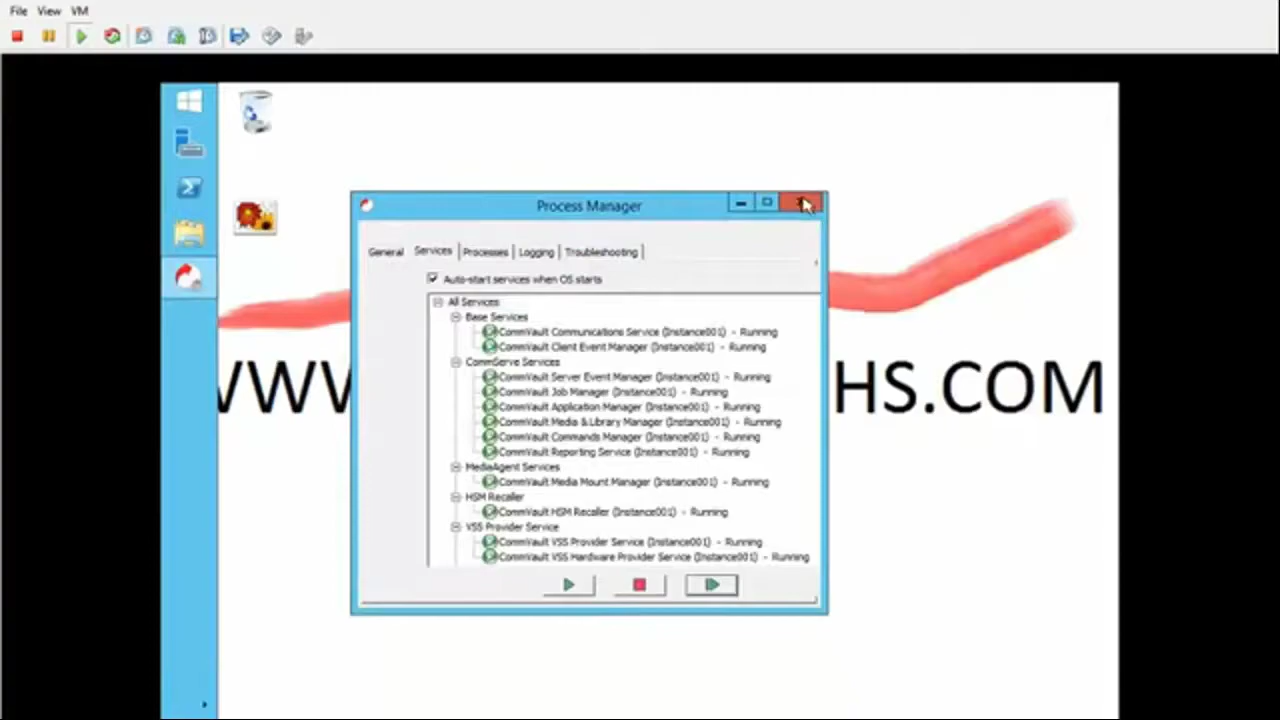 File View VM
Process Manager
General Services Processes Logging Troubleshooting
Auto-start services when OS starts
All Services
Base Services
CommVault Communications Service (Instance001) - Running
CommVault Client Event Manager (Instance001) - Running
CommServe Services
CommVault Server Event Manager (Instance001) - Running
CommVault Job Manager (Instance001) - Running
CommVault Application Manager (Instance001) - Running
CommVault Media & Library Manager (Instance001) - Running
CommVault Commands Manager (Instance001) - Running
CommVault Reporting Service (Instance001) - Running
MediaAgent Services
CommVault Media Mount Manager (Instance001) - Running
HSM Recaller
CommVault HSM Recaller (Instance001) - Running
VSS Provider Service
CommVault VSS Provider Service (Instance001) - Running
CommVault VSS Hardware Provider Service (Instance001) - Running
HS.COM